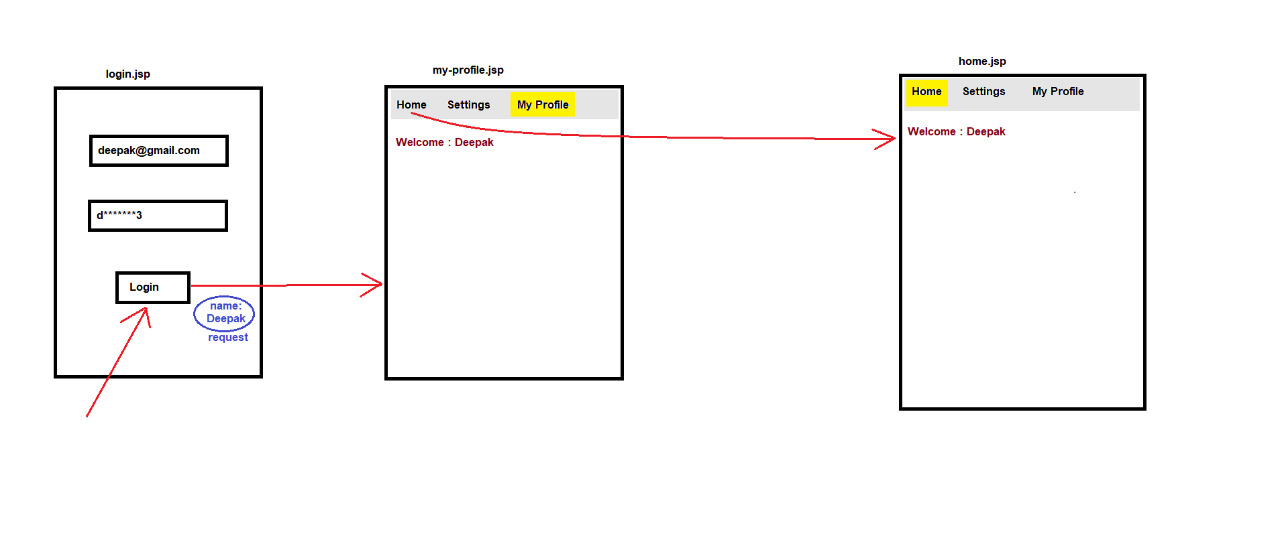 login.jsp
deepak@gmail.com
d*******3
Login
name:
Deepak
request
my-profile.jsp
Home Settings My Profile
Welcome : Deepak
home.jsp
Home Settings My Profile
Welcome : Deepak